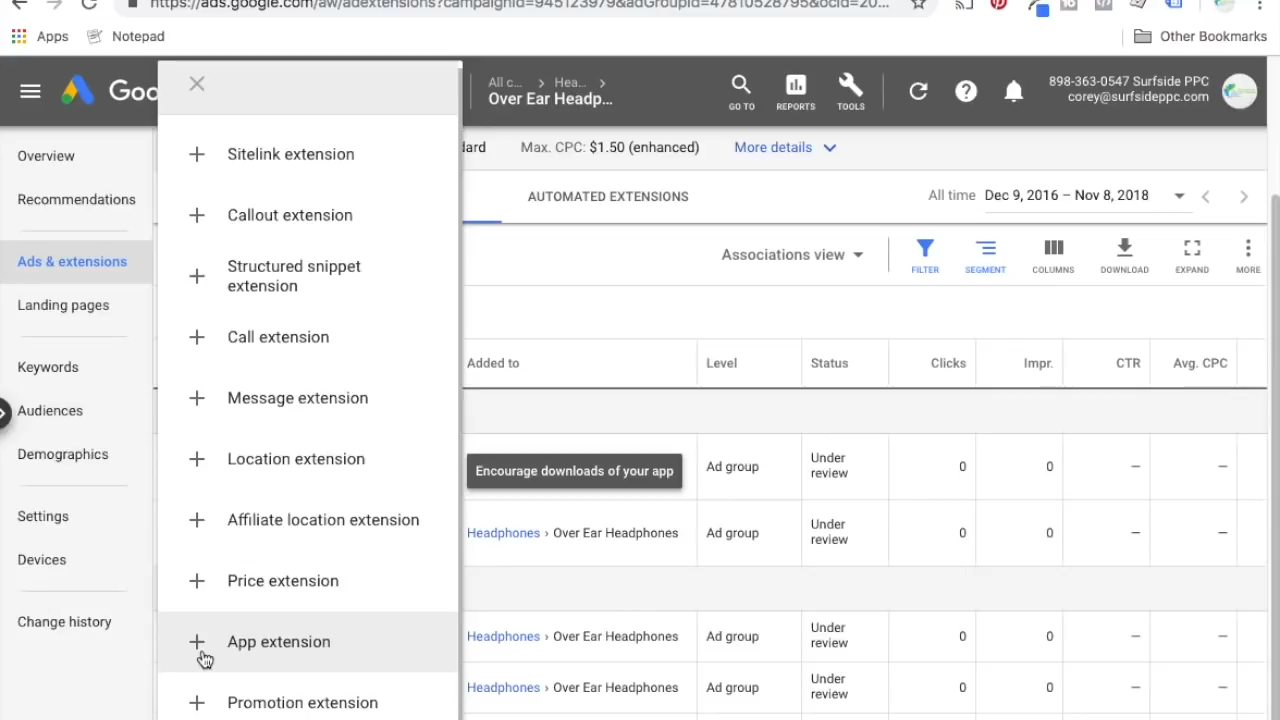 https://ads.google.com/aw/adextensions?campaignId=945123979&adGroupId=47810528795&ocid=20...
Apps
Notepad
Other Bookmarks
Goo
All c... > Hea... >
Over Ear Headp...
GO TO
REPORTS
TOOLS
898-363-0547 Surfside PPC
corey@surfsideppc.com
Overview
Recommendations
Ads & extensions
Landing pages
Keywords
Audiences
Demographics
Settings
Devices
Change history
Sitelink extension
Callout extension
Structured snippet
extension
Call extension
Message extension
Location extension
Affiliate location extension
Price extension
App extension
Promotion extension
dard Max. CPC: $1.50 (enhanced) More details
AUTOMATED EXTENSIONS
All time Dec 9, 2016 – Nov 8, 2018
Associations view
FILTER
SEGMENT
COLUMNS
DOWNLOAD
EXPAND
MORE
Added to Level Status Clicks Impr. CTR Avg. CPC
Encourage downloads of your app Ad group Under review 0 0 – –
Headphones › Over Ear Headphones Ad group Under review 0 0 – –
Headphones › Over Ear Headphones Ad group Under review 0 0 – –
Headphones › Over Ear Headphones Ad group Under review 0 0 – –